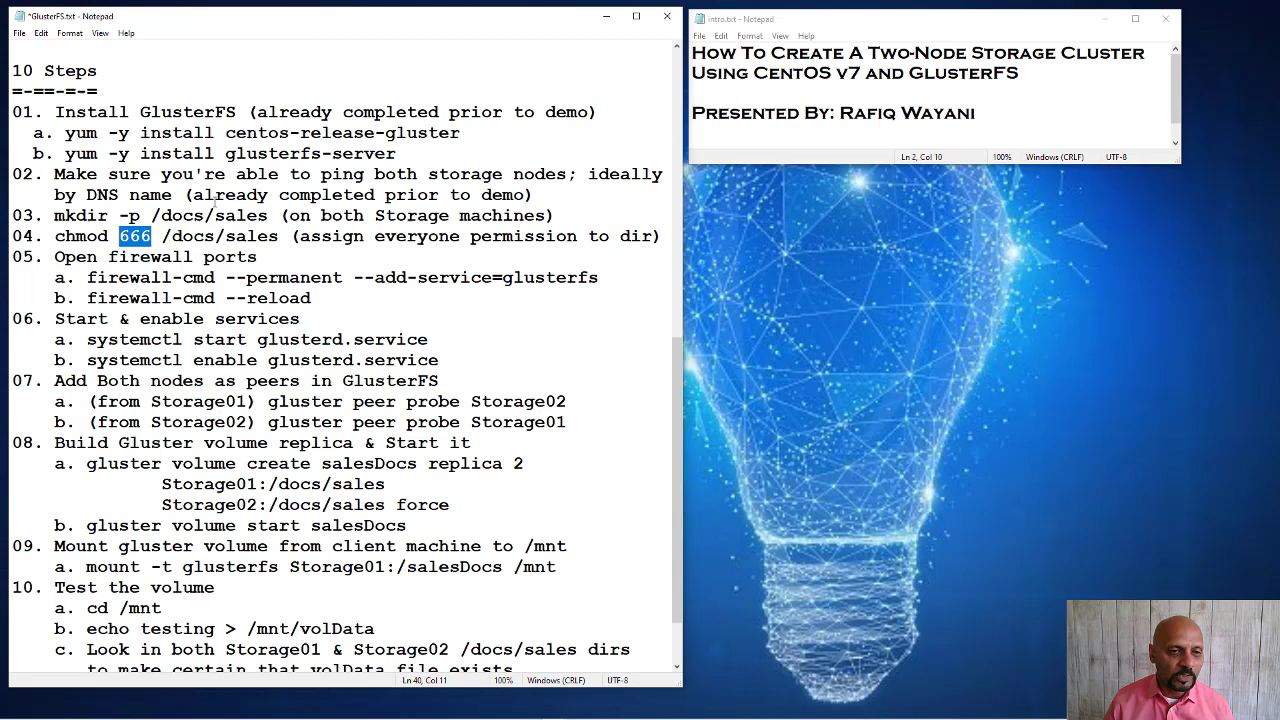 *GlusterFS.txt - Notepad
File Edit Format View Help
10 Steps
=-==-=-=
01. Install GlusterFS (already completed prior to demo)
a. yum -y install centos-release-gluster
b. yum -y install glusterfs-server
02. Make sure you're able to ping both storage nodes; ideally
by DNS name (already completed prior to demo)
03. mkdir -p /docs/sales (on both Storage machines)
04. chmod 666 /docs/sales (assign everyone permission to dir)
05. Open firewall ports
a. firewall-cmd --permanent --add-service=glusterfs
b. firewall-cmd --reload
06. Start & enable services
a. systemctl start glusterd.service
b. systemctl enable glusterd.service
07. Add Both nodes as peers in GlusterFS
a. (from Storage01) gluster peer probe Storage02
b. (from Storage02) gluster peer probe Storage01
08. Build Gluster volume replica & Start it
a. gluster volume create salesDocs replica 2
Storage01:/docs/sales
Storage02:/docs/sales force
b. gluster volume start salesDocs
09. Mount gluster volume from client machine to /mnt
a. mount -t glusterfs Storage01:/salesDocs /mnt
10. Test the volume
a. cd /mnt
b. echo testing > /mnt/volData
c. Look in both Storage01 & Storage02 /docs/sales dirs
to make certain that volData file exists
Ln 40, Col 11 100% Windows (CRLF) UTF-8
intro.txt - Notepad
File Edit Format View Help
How To Create A Two-Node Storage Cluster
Using CentOS v7 and GlusterFS
Presented By: Rafiq Wayani
Ln 2, Col 10 100% Windows (CRLF) UTF-8